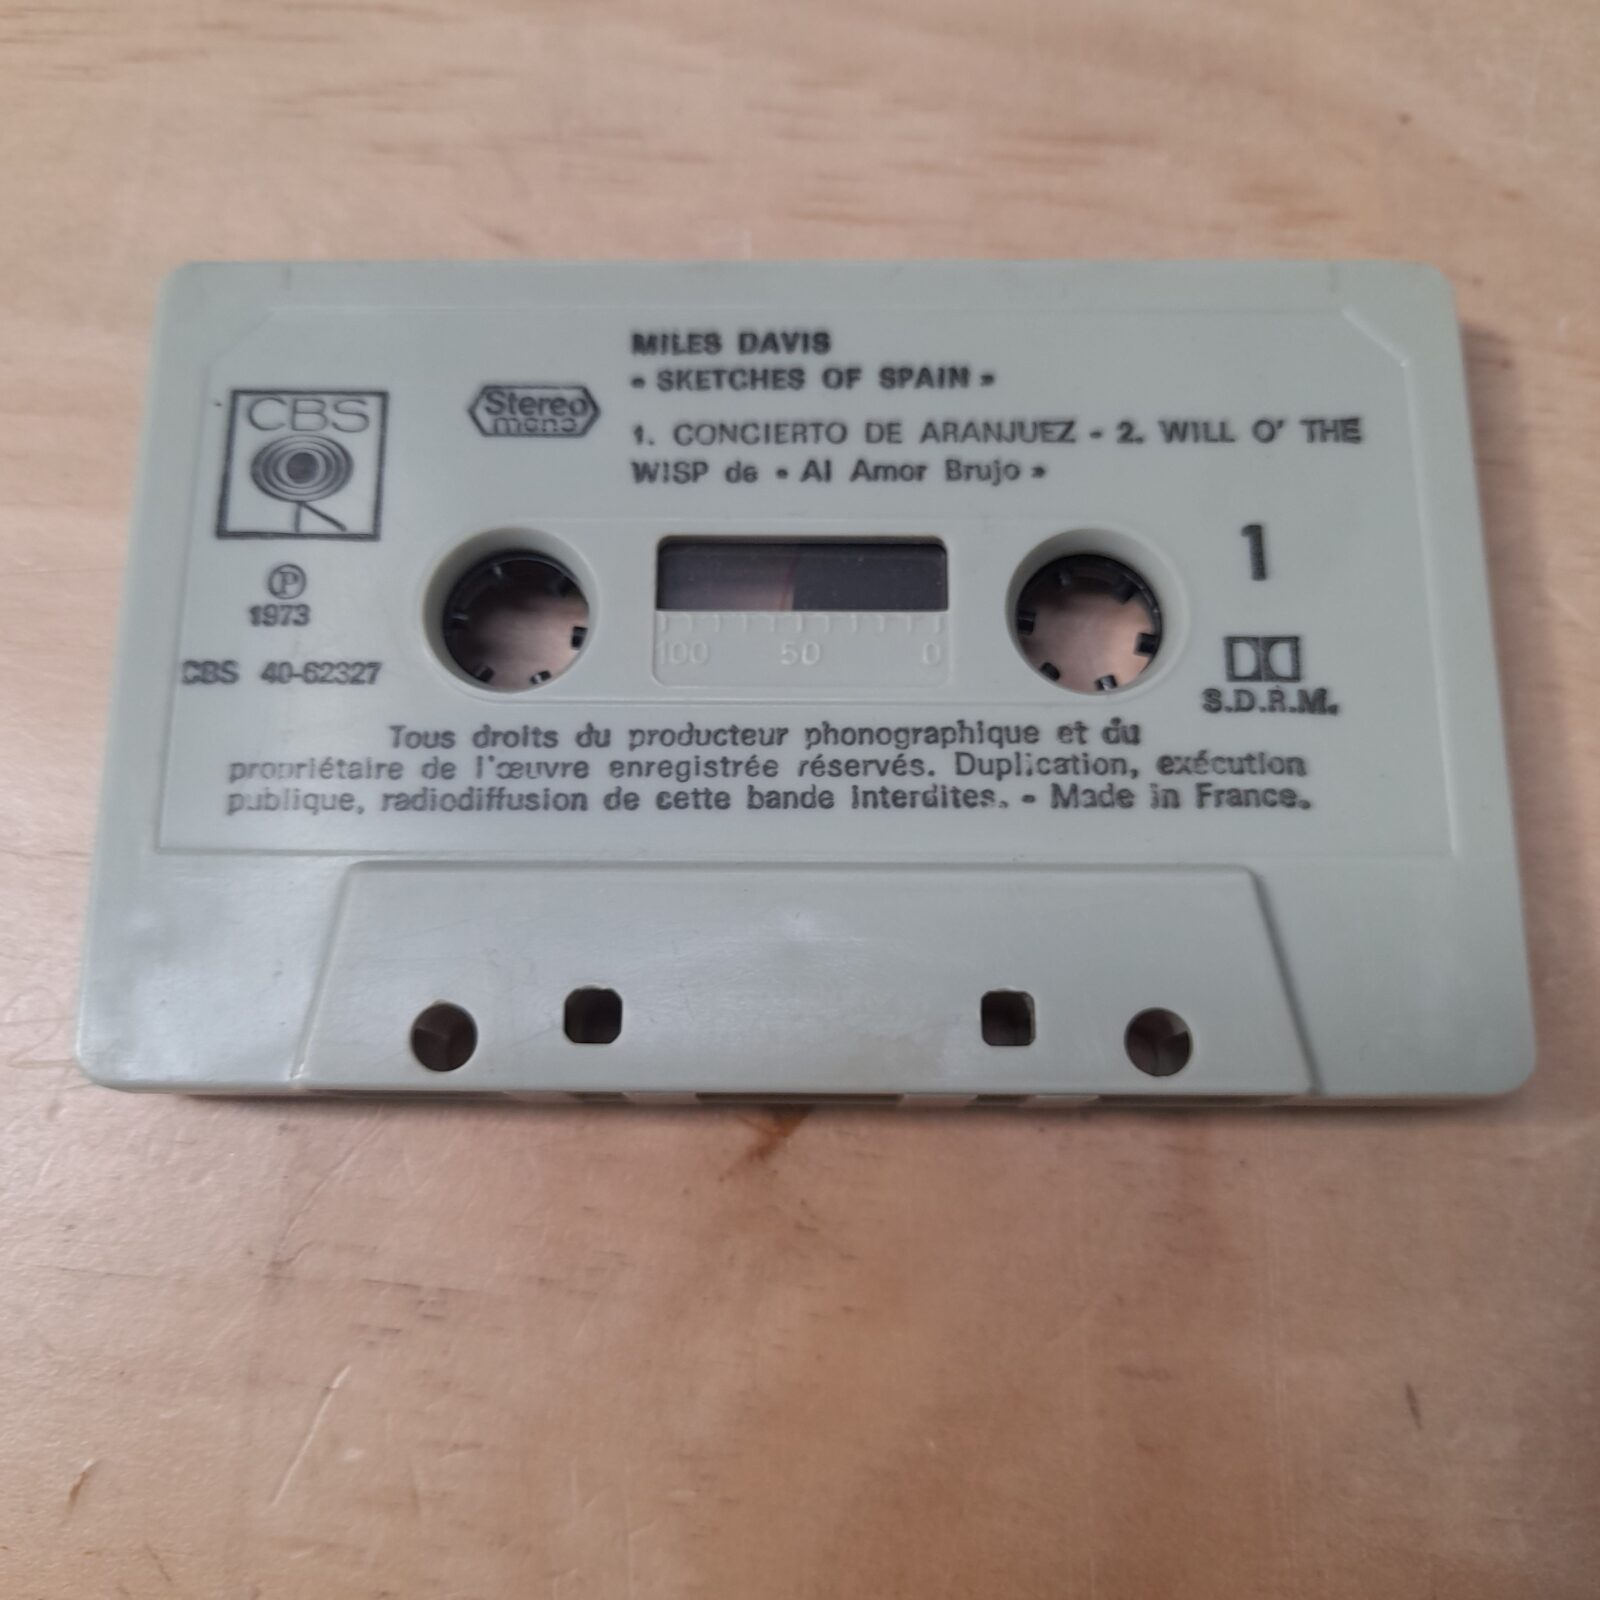 MILES DAVIS
« SKETCHES OF SPAIN »
1. CONCIERTO DE ARANJUEZ - 2. WILL O' THE
WISP de « Al Amor Brujo »
CBS
Stereo
mono
1
℗
1973
CBS 40-62327
100 50 0
S.D.R.M.
Tous droits du producteur phonographique et du
propriétaire de l'œuvre enregistrée réservés. Duplication, exécution
publique, radiodiffusion de cette bande interdites. - Made in France.